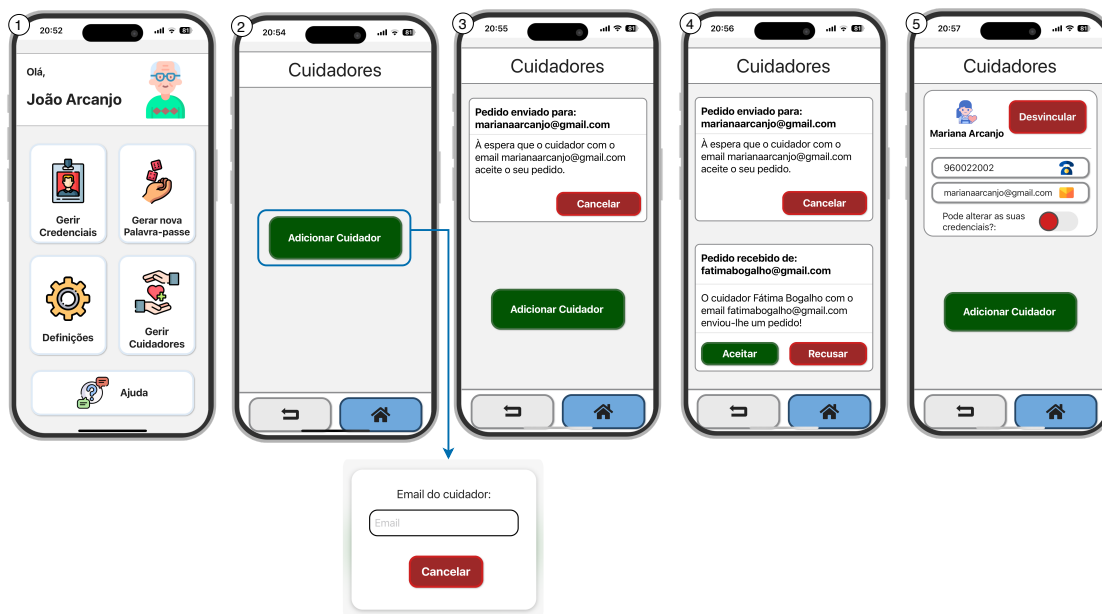 1
20:52
81
Olá,
João Arcanjo
Gerir
Credenciais
Gerar nova
Palavra-passe
Definições
Gerir
Cuidadores
Ajuda
2
20:54
81
Cuidadores
Adicionar Cuidador
Email do cuidador:
Email
Cancelar
3
20:55
81
Cuidadores
Pedido enviado para:
marianaarcanjo@gmail.com
À espera que o cuidador com o
email marianaarcanjo@gmail.com
aceite o seu pedido.
Cancelar
Adicionar Cuidador
4
20:56
81
Cuidadores
Pedido enviado para:
marianaarcanjo@gmail.com
À espera que o cuidador com o
email marianaarcanjo@gmail.com
aceite o seu pedido.
Cancelar
Pedido recebido de:
fatimabogalho@gmail.com
O cuidador Fátima Bogalho com o
email fatimabogalho@gmail.com
enviou-lhe um pedido!
Aceitar
Recusar
5
20:57
81
Cuidadores
Mariana Arcanjo
Desvincular
960022002
marianaarcanjo@gmail.com
Pode alterar as suas
credenciais?:
Adicionar Cuidador